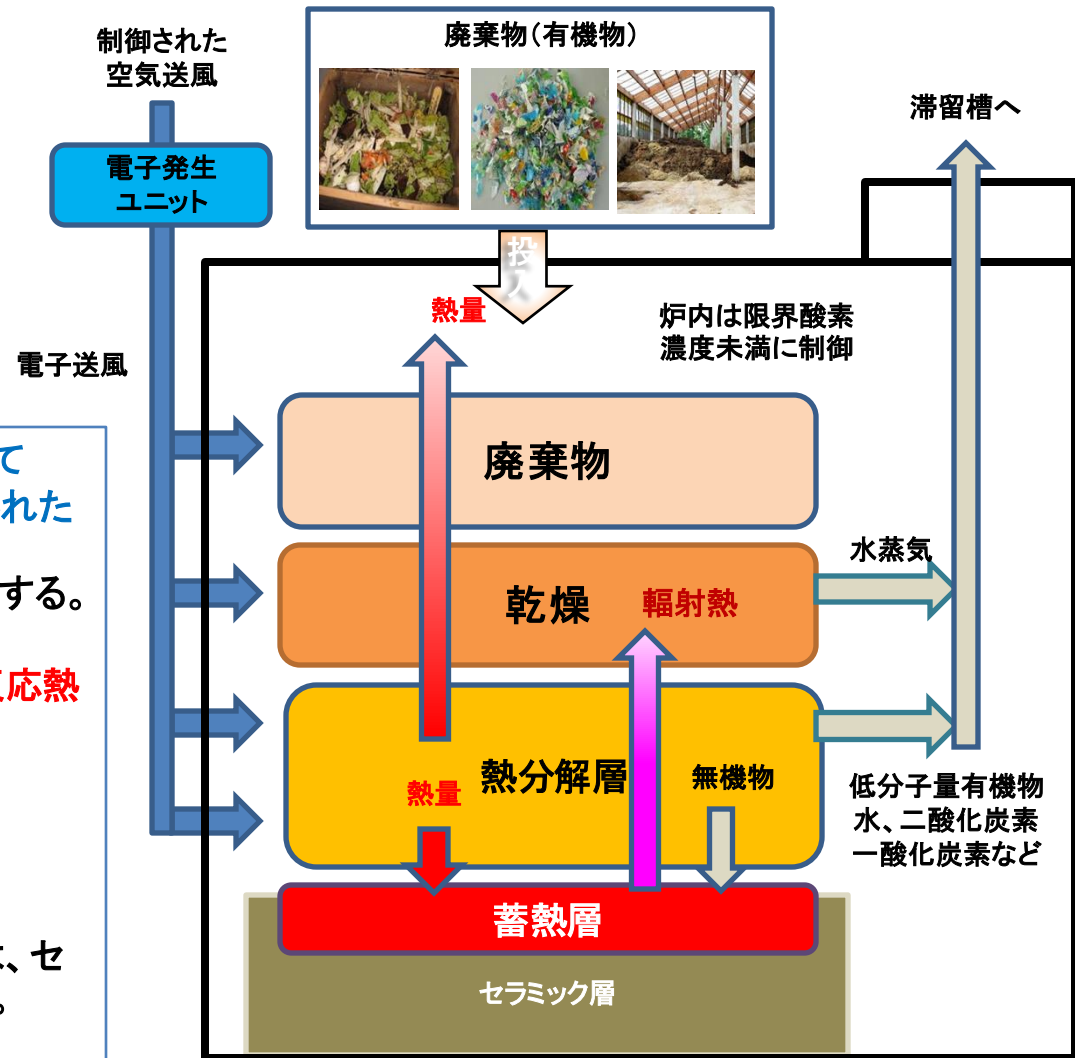 制御された
空気送風
電子発生
ユニット
電子送風
廃棄物(有機物)
投
入
滞留槽へ
熱量
炉内は限界酸素
濃度未満に制御
廃棄物
乾燥
輻射熱
水蒸気
熱分解層
熱量
無機物
低分子量有機物
水、二酸化炭素
一酸化炭素など
蓄熱層
セラミック層
て
れた
する。
応熱
、セ
。